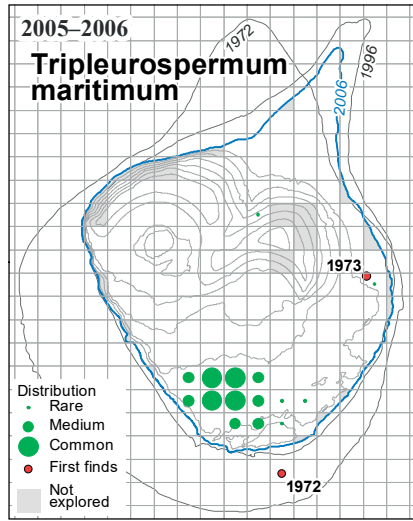 2005–2006
Tripleurospermum
maritimum
1972
1996
2006
1973
Distribution
Rare
Medium
Common
First finds
Not
explored
1972